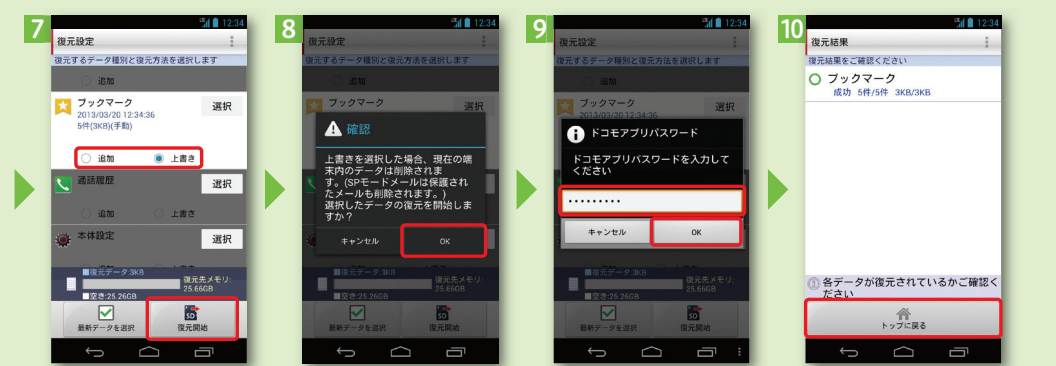 7
12:34
復元設定
復元するデータ種別と復元方法を選択します
追加
ブックマーク
選択
2013/03/20 12:34:36
5件(3KB)(手動)
追加
上書き
通話履歴
選択
追加
上書き
本体設定
選択
復元データ:3KB
復元先メモリ:
25.66GB
空き:25.26GB
最新データを選択
SD
復元開始
8
12:34
復元設定
復元するデータ種別と復元方法を選択します
追加
ブックマーク
選択
確認
上書きを選択した場合、現在の端
末内のデータは削除されま
す。(SPモードメールは保護され
たメールも削除されます。)
選択したデータの復元を開始しま
すか？
キャンセル
OK
復元データ:3KB
復元先メモリ:
25.66GB
空き:25.26GB
最新データを選択
SD
復元開始
9
12:34
復元設定
復元するデータ種別と復元方法を選択します
追加
ブックマーク
選択
2013/03/20 12:34:36
ドコモアプリパスワード
ドコモアプリパスワードを入力して
ください
•••••••••
キャンセル
OK
復元データ:3KB
復元先メモリ:
25.66GB
空き:25.26GB
最新データを選択
SD
復元開始
10
12:34
復元結果
復元結果をご確認ください
ブックマーク
成功 5件/5件 3KB/3KB
各データが復元されているかご確認く
ださい
トップに戻る